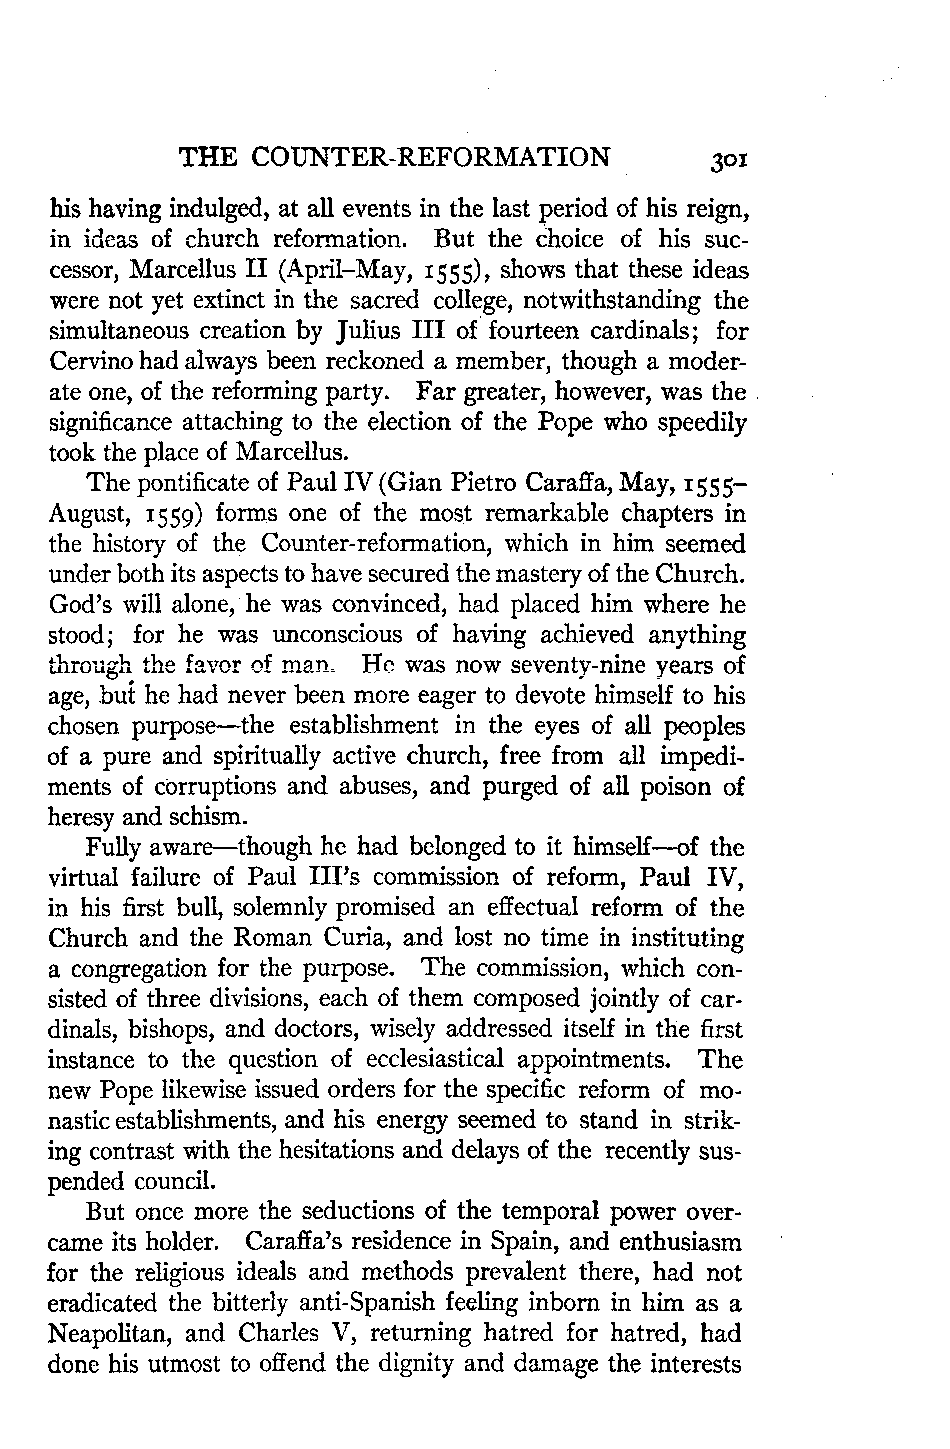 THE COUNTER-REFORMATION 301
his having indulged, at all events in the last period of his reign,
in ideas of church reformation. But the choice of his suc-
cessor, Marcellus II (April–May, 1555), shows that these ideas
were not yet extinct in the sacred college, notwithstanding the
simultaneous creation by Julius III of fourteen cardinals; for
Cervino had always been reckoned a member, though a moder-
ate one, of the reforming party. Far greater, however, was the
significance attaching to the election of the Pope who speedily
took the place of Marcellus.
The pontificate of Paul IV (Gian Pietro Caraffa, May, 1555–
August, 1559) forms one of the most remarkable chapters in
the history of the Counter-reformation, which in him seemed
under both its aspects to have secured the mastery of the Church.
God's will alone, he was convinced, had placed him where he
stood; for he was unconscious of having achieved anything
through the favor of man. He was now seventy-nine years of
age, but he had never been more eager to devote himself to his
chosen purpose—the establishment in the eyes of all peoples
of a pure and spiritually active church, free from all impedi-
ments of corruptions and abuses, and purged of all poison of
heresy and schism.
Fully aware—though he had belonged to it himself—of the
virtual failure of Paul III's commission of reform, Paul IV,
in his first bull, solemnly promised an effectual reform of the
Church and the Roman Curia, and lost no time in instituting
a congregation for the purpose. The commission, which con-
sisted of three divisions, each of them composed jointly of car-
dinals, bishops, and doctors, wisely addressed itself in the first
instance to the question of ecclesiastical appointments. The
new Pope likewise issued orders for the specific reform of mo-
nastic establishments, and his energy seemed to stand in strik-
ing contrast with the hesitations and delays of the recently sus-
pended council.
But once more the seductions of the temporal power over-
came its holder. Caraffa's residence in Spain, and enthusiasm
for the religious ideals and methods prevalent there, had not
eradicated the bitterly anti-Spanish feeling inborn in him as a
Neapolitan, and Charles V, returning hatred for hatred, had
done his utmost to offend the dignity and damage the interests